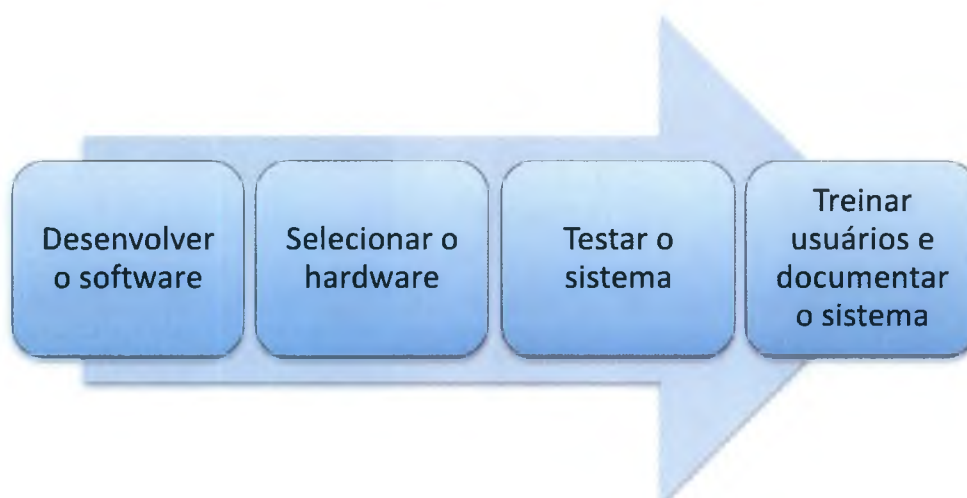 Desenvolver
o software
Selecionar o
hardware
Testar o
sistema
Treinar
usuários e
documentar
o sistema